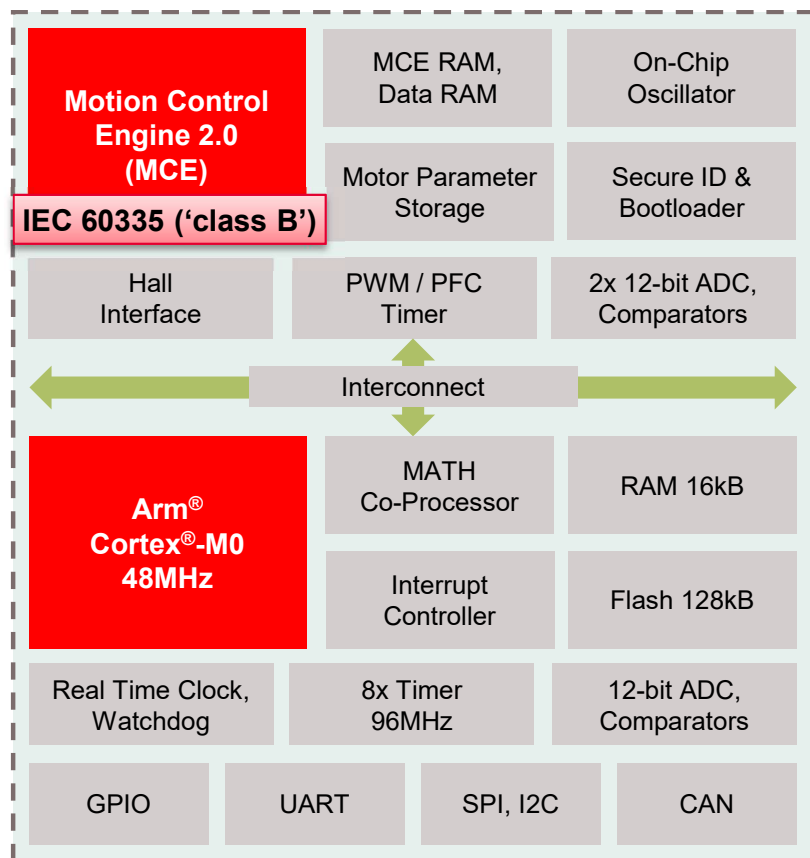 Motion Control
Engine 2.0
(MCE)
IEC 60335 (‘class B’)
MCE RAM,
Data RAM
On-Chip
Oscillator
Motor Parameter
Storage
Secure ID &
Bootloader
Hall
Interface
PWM / PFC
Timer
2x 12-bit ADC,
Comparators
Interconnect
Arm®
Cortex®-M0
48MHz
MATH
Co-Processor
RAM 16kB
Interrupt
Controller
Flash 128kB
Real Time Clock,
Watchdog
8x Timer
96MHz
12-bit ADC,
Comparators
GPIO
UART
SPI, I2C
CAN